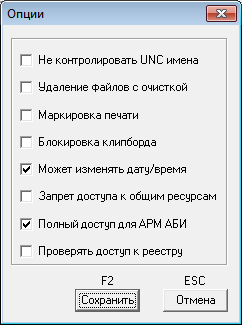 Опции
Не контролировать UNC имена
Удаление файлов с очисткой
Маркировка печати
Блокировка клипборда
Может изменять дату/время
Запрет доступа к общим ресурсам
Полный доступ для АРМ АБИ
Проверять доступ к реестру
F2 ESC
Сохранить Отмена